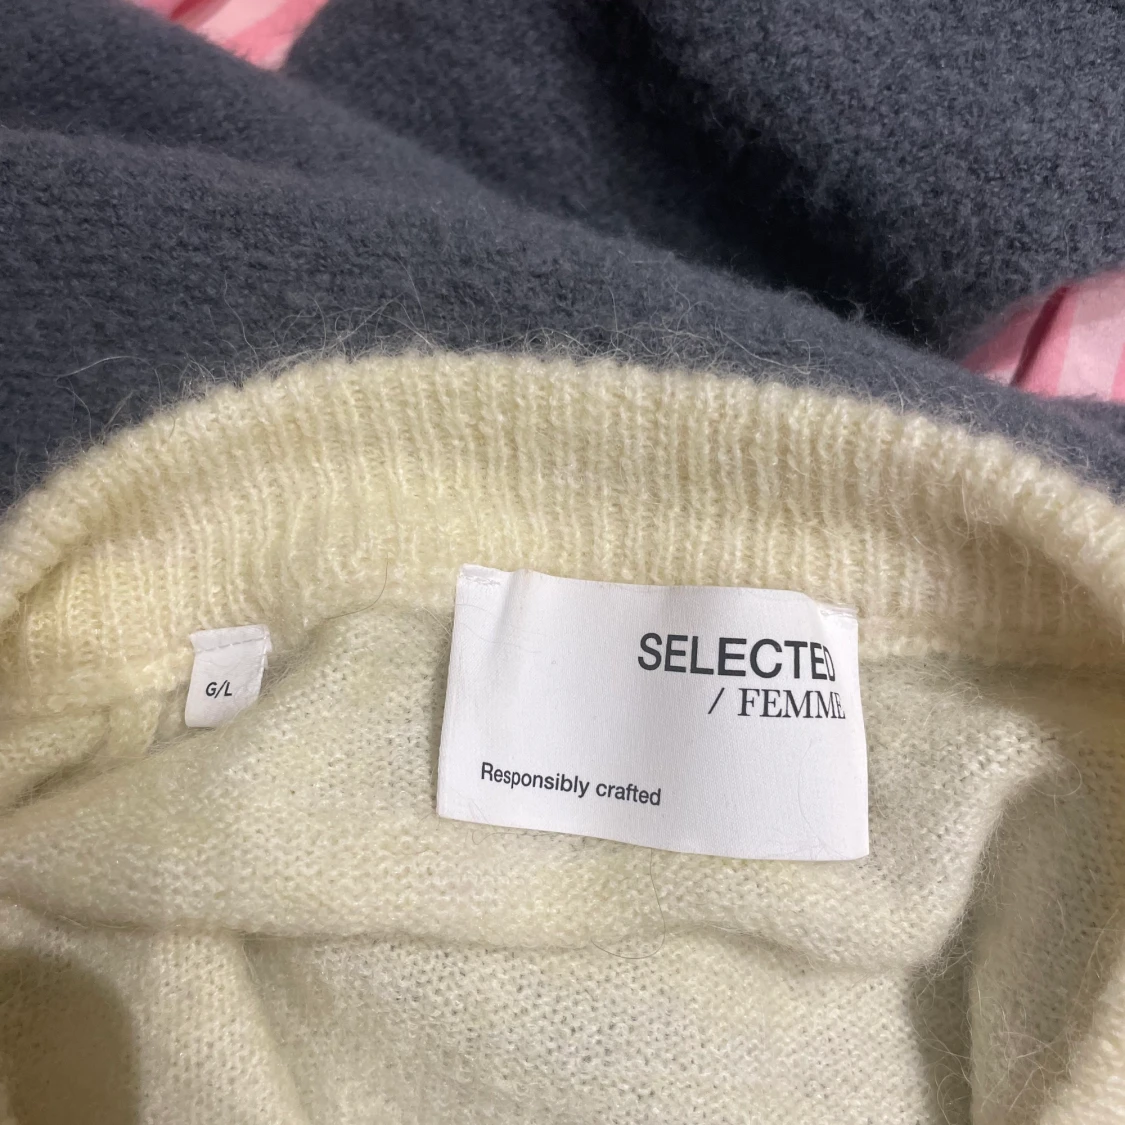 SELECTED
/ FEMME
G/L
Responsibly crafted